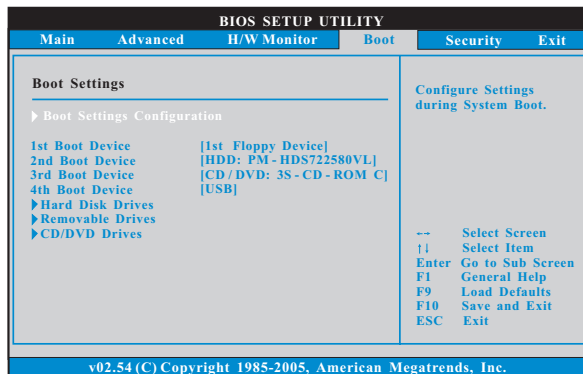 BIOS SETUP UTILITY
Main Advanced H/W Monitor Boot Security Exit
Boot Settings
Boot Settings Configuration
1st Boot Device [1st Floppy Device]
2nd Boot Device [HDD: PM - HDS722580VL]
3rd Boot Device [CD / DVD: 3S - CD - ROM C]
4th Boot Device [USB]
Hard Disk Drives
Removable Drives
CD/DVD Drives
Configure Settings
during System Boot.
←→ Select Screen
↑↓ Select Item
Enter Go to Sub Screen
F1 General Help
F9 Load Defaults
F10 Save and Exit
ESC Exit
v02.54 (C) Copyright 1985-2005, American Megatrends, Inc.